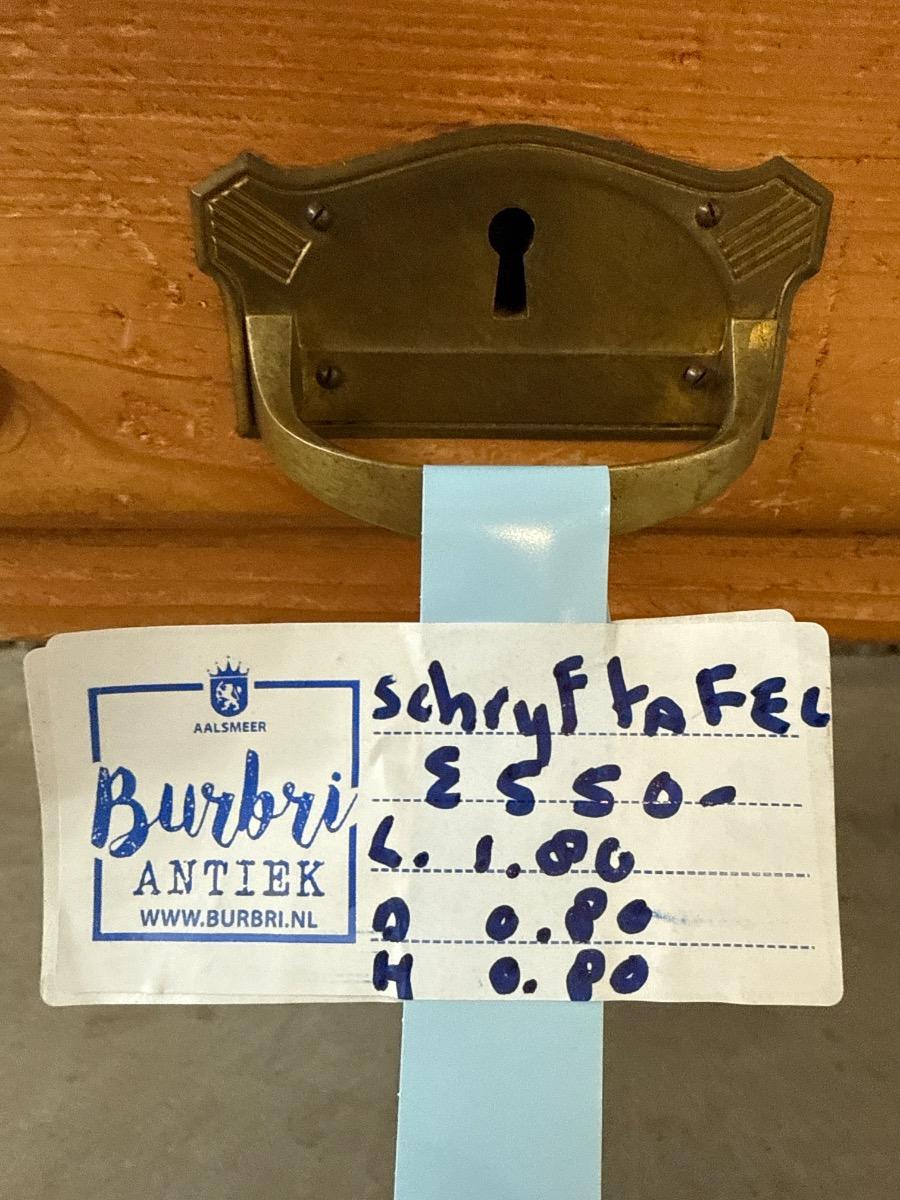 AALSMEER
Burbri
ANTIEK
WWW.BURBRI.NL
schryftAFEL
£ 550-
L. 1.80
D 0.80
H 0.80